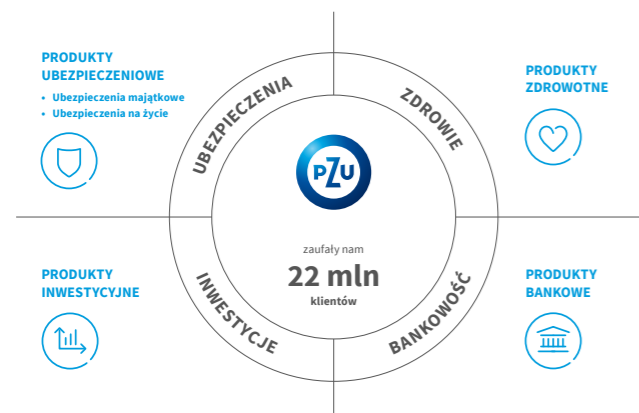 PRODUKTY
UBEZPIECZENIOWE
• Ubezpieczenia majątkowe
• Ubezpieczenia na życie
UBEZPIECZENIA
ZDROWIE
PRODUKTY
ZDROWOTNE
PZU
zaufały nam
22 mln
klientów
PRODUKTY
INWESTYCYJNE
INWESTYCJE
BANKOWOŚĆ
PRODUKTY
BANKOWE